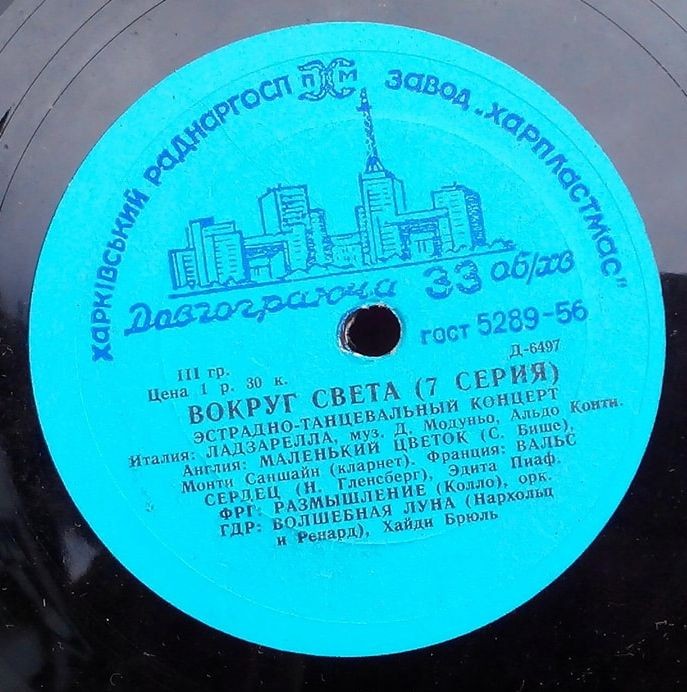 ХАРКІВСЬКИЙ РАДНАРГОСП ПХМ ЗАВОД „ХАРПЛАСТМАС"
Довгограюча 33 об/хв
ГОСТ 5289-56
III гр.
Цена 1 р. 30 к.
Д-6497
ВОКРУГ СВЕТА (7 СЕРИЯ)
ЭСТРАДНО-ТАНЦЕВАЛЬНЫЙ КОНЦЕРТ
Италия: ЛАДЗАРЕЛЛА, муз. Д. Модуньо, Альдо Конти.
Англия: МАЛЕНЬКИЙ ЦВЕТОК (С. Бише),
Монти Саншайн (кларнет). Франция: ВАЛЬС
СЕРДЕЦ (Н. Гленсберг), Эдита Пиаф.
ФРГ: РАЗМЫШЛЕНИЕ (Колло), орк.
ГДР: ВОЛШЕБНАЯ ЛУНА (Нархольц
и Ренард), Хайди Брюль